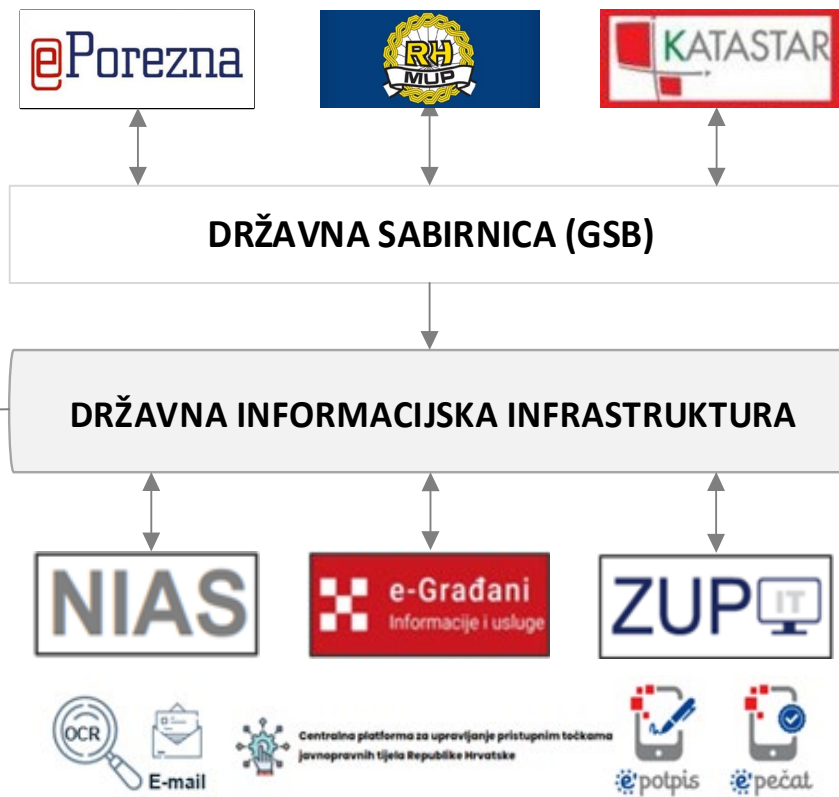 ePorezna
RH
MUP
KATASTAR
DRŽAVNA SABIRNICA (GSB)
DRŽAVNA INFORMACIJSKA INFRASTRUKTURA
NIAS
e-Građani
Informacije i usluge
ZUP IT
OCR
E-mail
Centralna platforma za upravljanje pristupnim točkama
javnopravnih tijela Republike Hrvatske
e potpis
e pečat